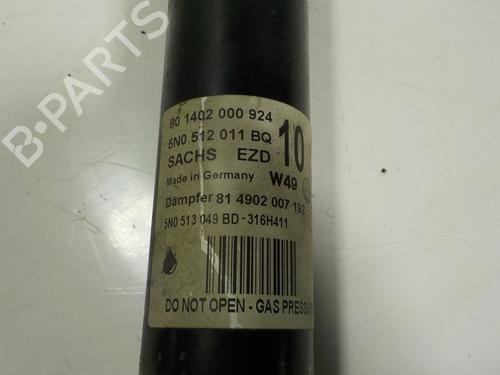 B-PARTS
80 1402 000 924
5N0 512 011 BQ
10
SACHS EZD
Made in Germany W49
Dämpfer 81 4902 007 192
5N0 513 049 BD-316H411
DO NOT OPEN - GAS